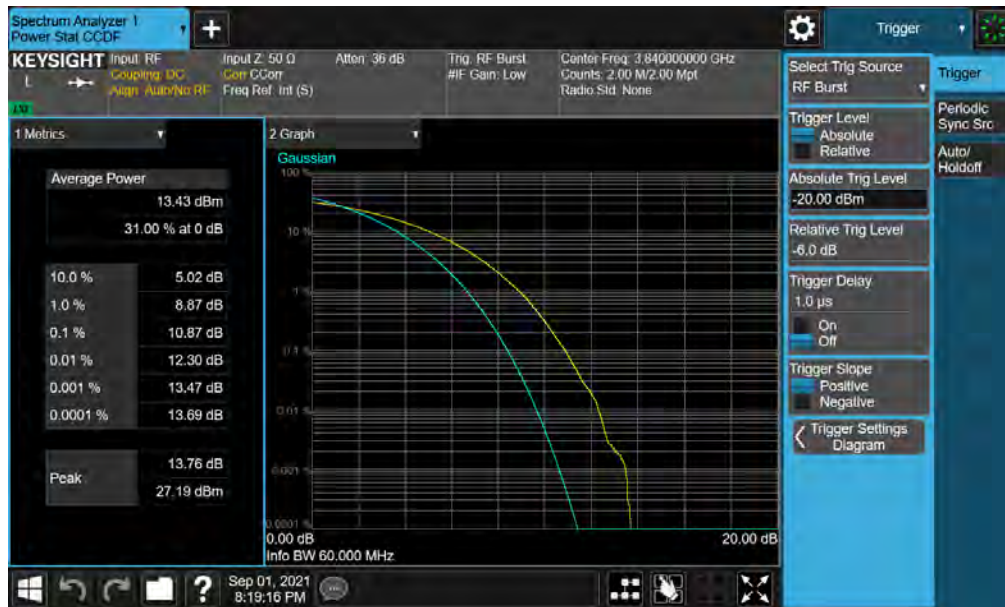 Spectrum Analyzer 1
Power Stat CCDF
+
Trigger
KEYSIGHT
L
Input: RF
Coupling: DC
Align: Auto/No RF
Input Z: 50 Ω
Corr CCorr
Freq Ref: Int (S)
Atten: 36 dB
Trig: RF Burst
#IF Gain: Low
Center Freq: 3.840000000 GHz
Counts: 2.00 M/2.00 Mpt
Radio Std: None
1 Metrics
Average Power
13.43 dBm
31.00 % at 0 dB
10.0 % 5.02 dB
1.0 % 8.87 dB
0.1 % 10.87 dB
0.01 % 12.30 dB
0.001 % 13.47 dB
0.0001 % 13.69 dB
Peak
13.76 dB
27.19 dBm
2 Graph
Gaussian
100 %
10 %
1 %
0.1 %
0.01 %
0.001 %
0.0001 %
0.00 dB
20.00 dB
Info BW 60.000 MHz
Select Trig Source
RF Burst
Trigger Level
Absolute
Relative
Absolute Trig Level
-20.00 dBm
Relative Trig Level
-6.0 dB
Trigger Delay
1.0 µs
On
Off
Trigger Slope
Positive
Negative
Trigger Settings
Diagram
Trigger
Periodic
Sync Src
Auto/
Holdoff
?
Sep 01, 2021
8:19:16 PM